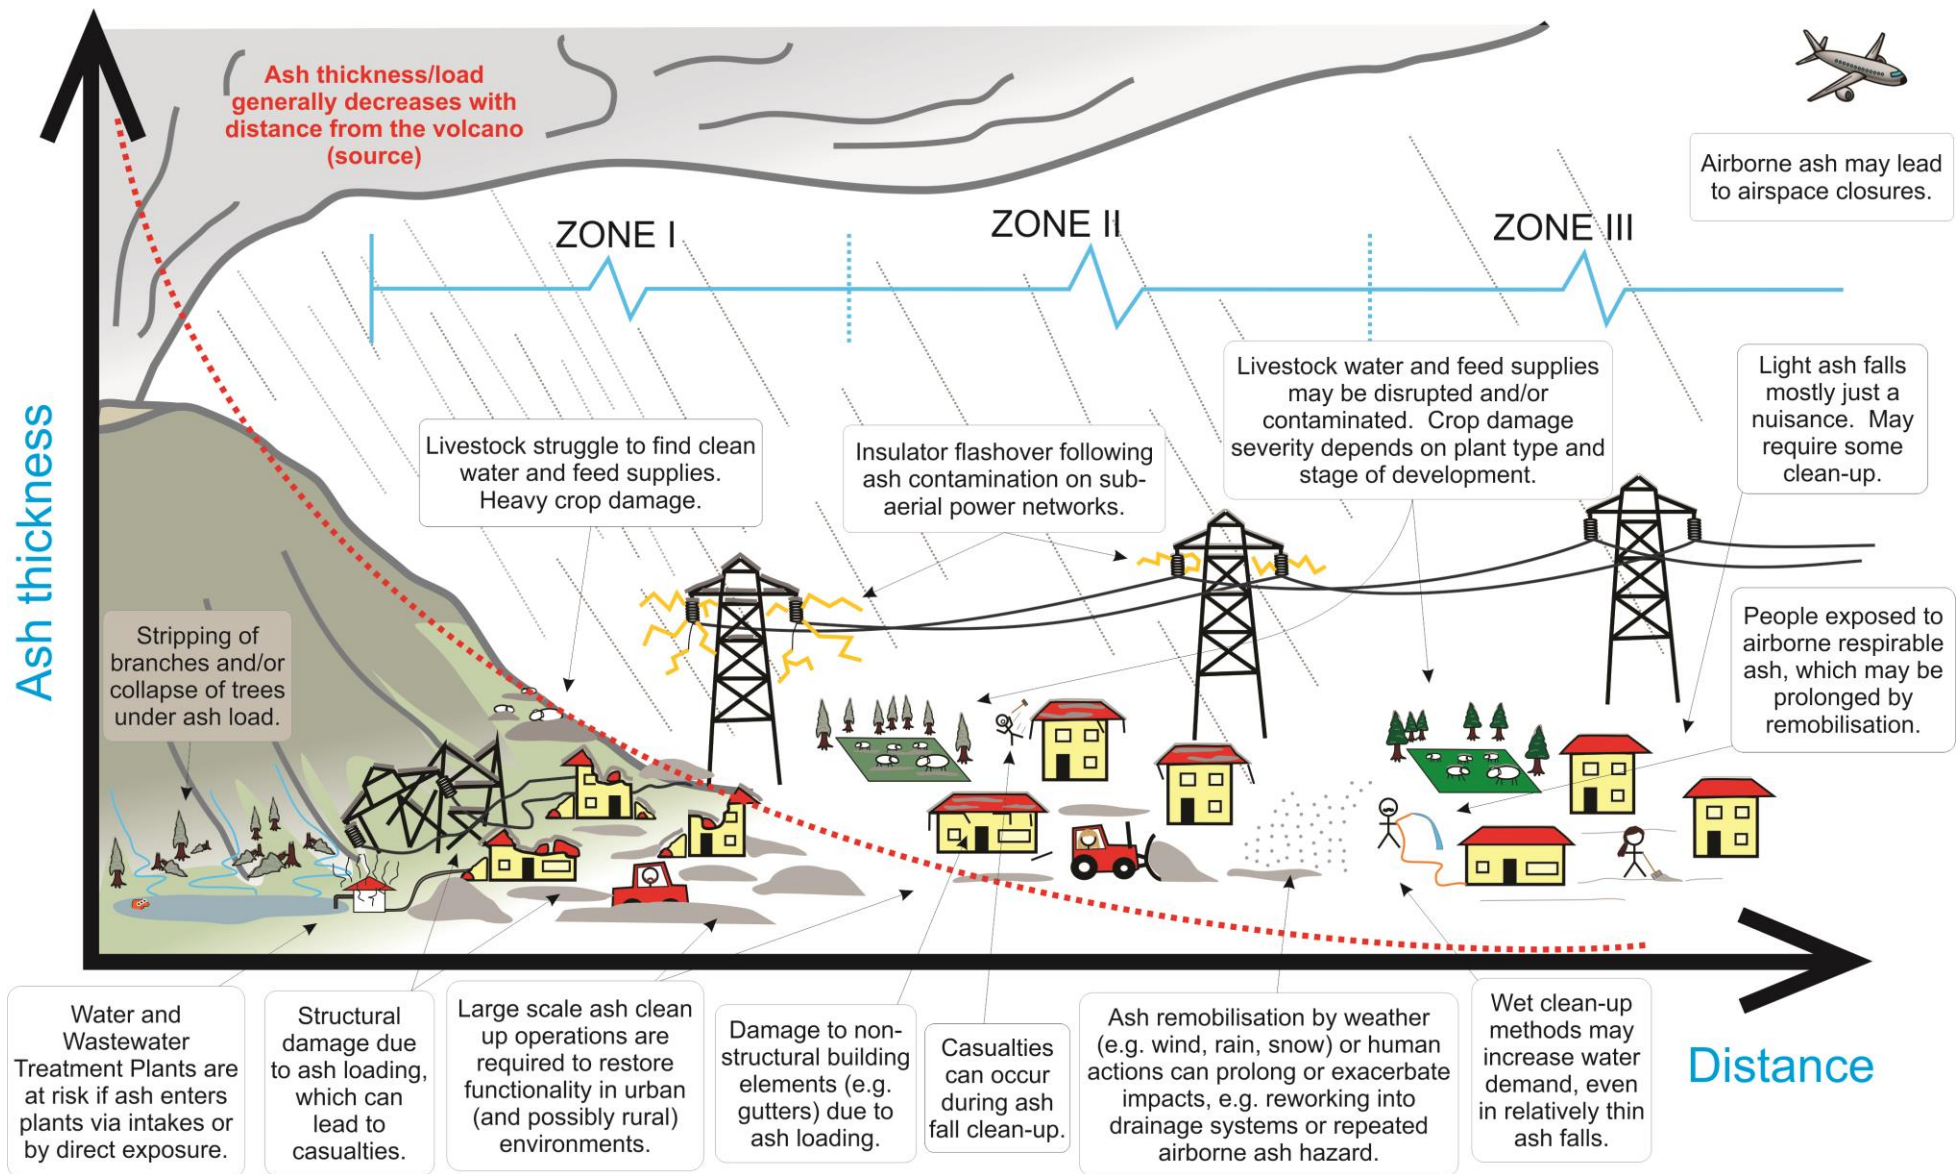 Ash thickness/load
generally decreases with
distance from the volcano
(source)
Airborne ash may lead
to airspace closures.
ZONE I
ZONE II
ZONE III
Livestock struggle to find clean
water and feed supplies.
Heavy crop damage.
Insulator flashover following
ash contamination on sub-
aerial power networks.
Livestock water and feed supplies
may be disrupted and/or
contaminated. Crop damage
severity depends on plant type and
stage of development.
Light ash falls
mostly just a
nuisance. May
require some
clean-up.
Ash thickness
Stripping of
branches and/or
collapse of trees
under ash load.
People exposed to
airborne respirable
ash, which may be
prolonged by
remobilisation.
Water and
Wastewater
Treatment Plants are
at risk if ash enters
plants via intakes or
by direct exposure.
Structural
damage due
to ash loading,
which can
lead to
casualties.
Large scale ash clean
up operations are
required to restore
functionality in urban
(and possibly rural)
environments.
Damage to non-
structural building
elements (e.g.
gutters) due to
ash loading.
Casualties
can occur
during ash
fall clean-up.
Ash remobilisation by weather
(e.g. wind, rain, snow) or human
actions can prolong or exacerbate
impacts, e.g. reworking into
drainage systems or repeated
airborne ash hazard.
Wet clean-up
methods may
increase water
demand, even
in relatively thin
ash falls.
Distance